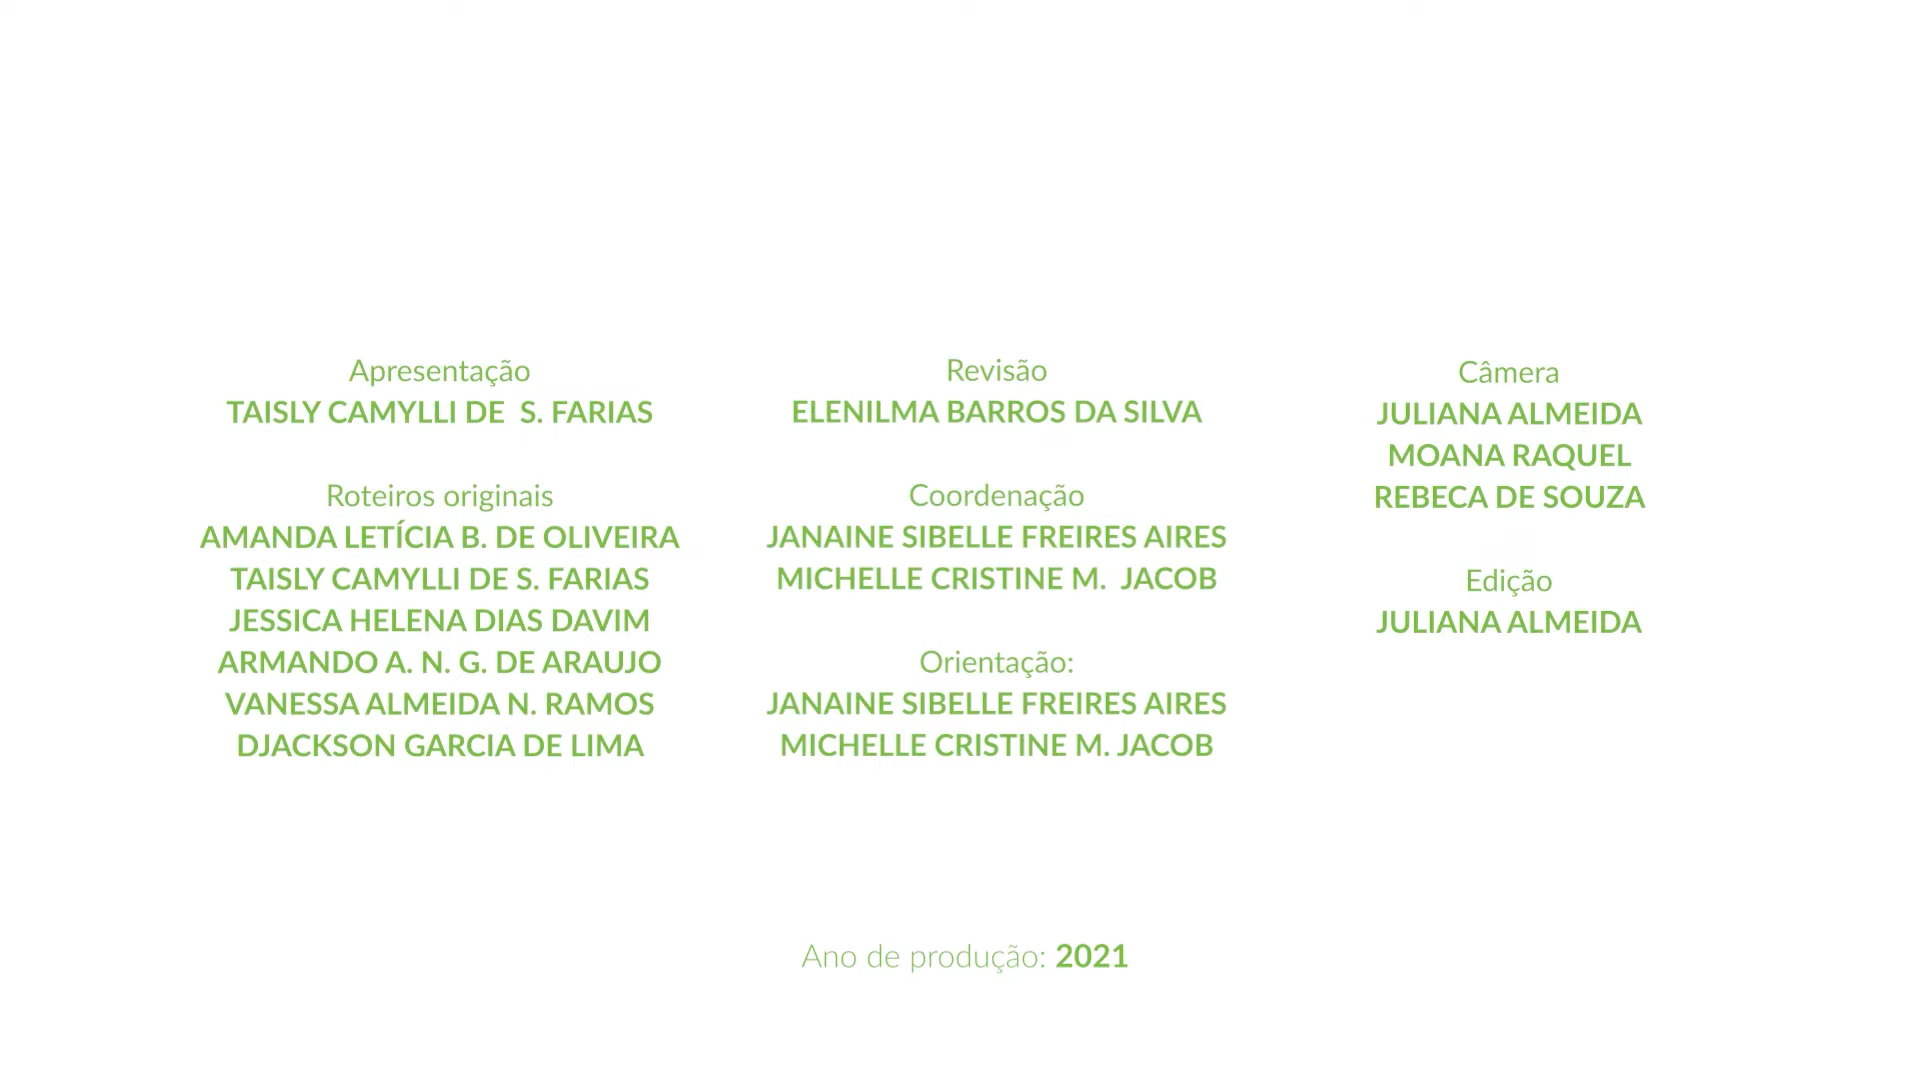 Apresentação
TAISLY CAMYLLI DE  S. FARIAS
Roteiros originais
AMANDA LETÍCIA B. DE OLIVEIRA
TAISLY CAMYLLI DE S. FARIAS
JESSICA HELENA DIAS DAVIM
ARMANDO A. N. G. DE ARAUJO
VANESSA ALMEIDA N. RAMOS
DJACKSON GARCIA DE LIMA
Revisão
ELENILMA BARROS DA SILVA
Coordenação
JANAINE SIBELLE FREIRES AIRES
MICHELLE CRISTINE M.  JACOB
Orientação:
JANAINE SIBELLE FREIRES AIRES
MICHELLE CRISTINE M. JACOB
Câmera
JULIANA ALMEIDA
MOANA RAQUEL
REBECA DE SOUZA
Edição
JULIANA ALMEIDA
Ano de produção: 2021